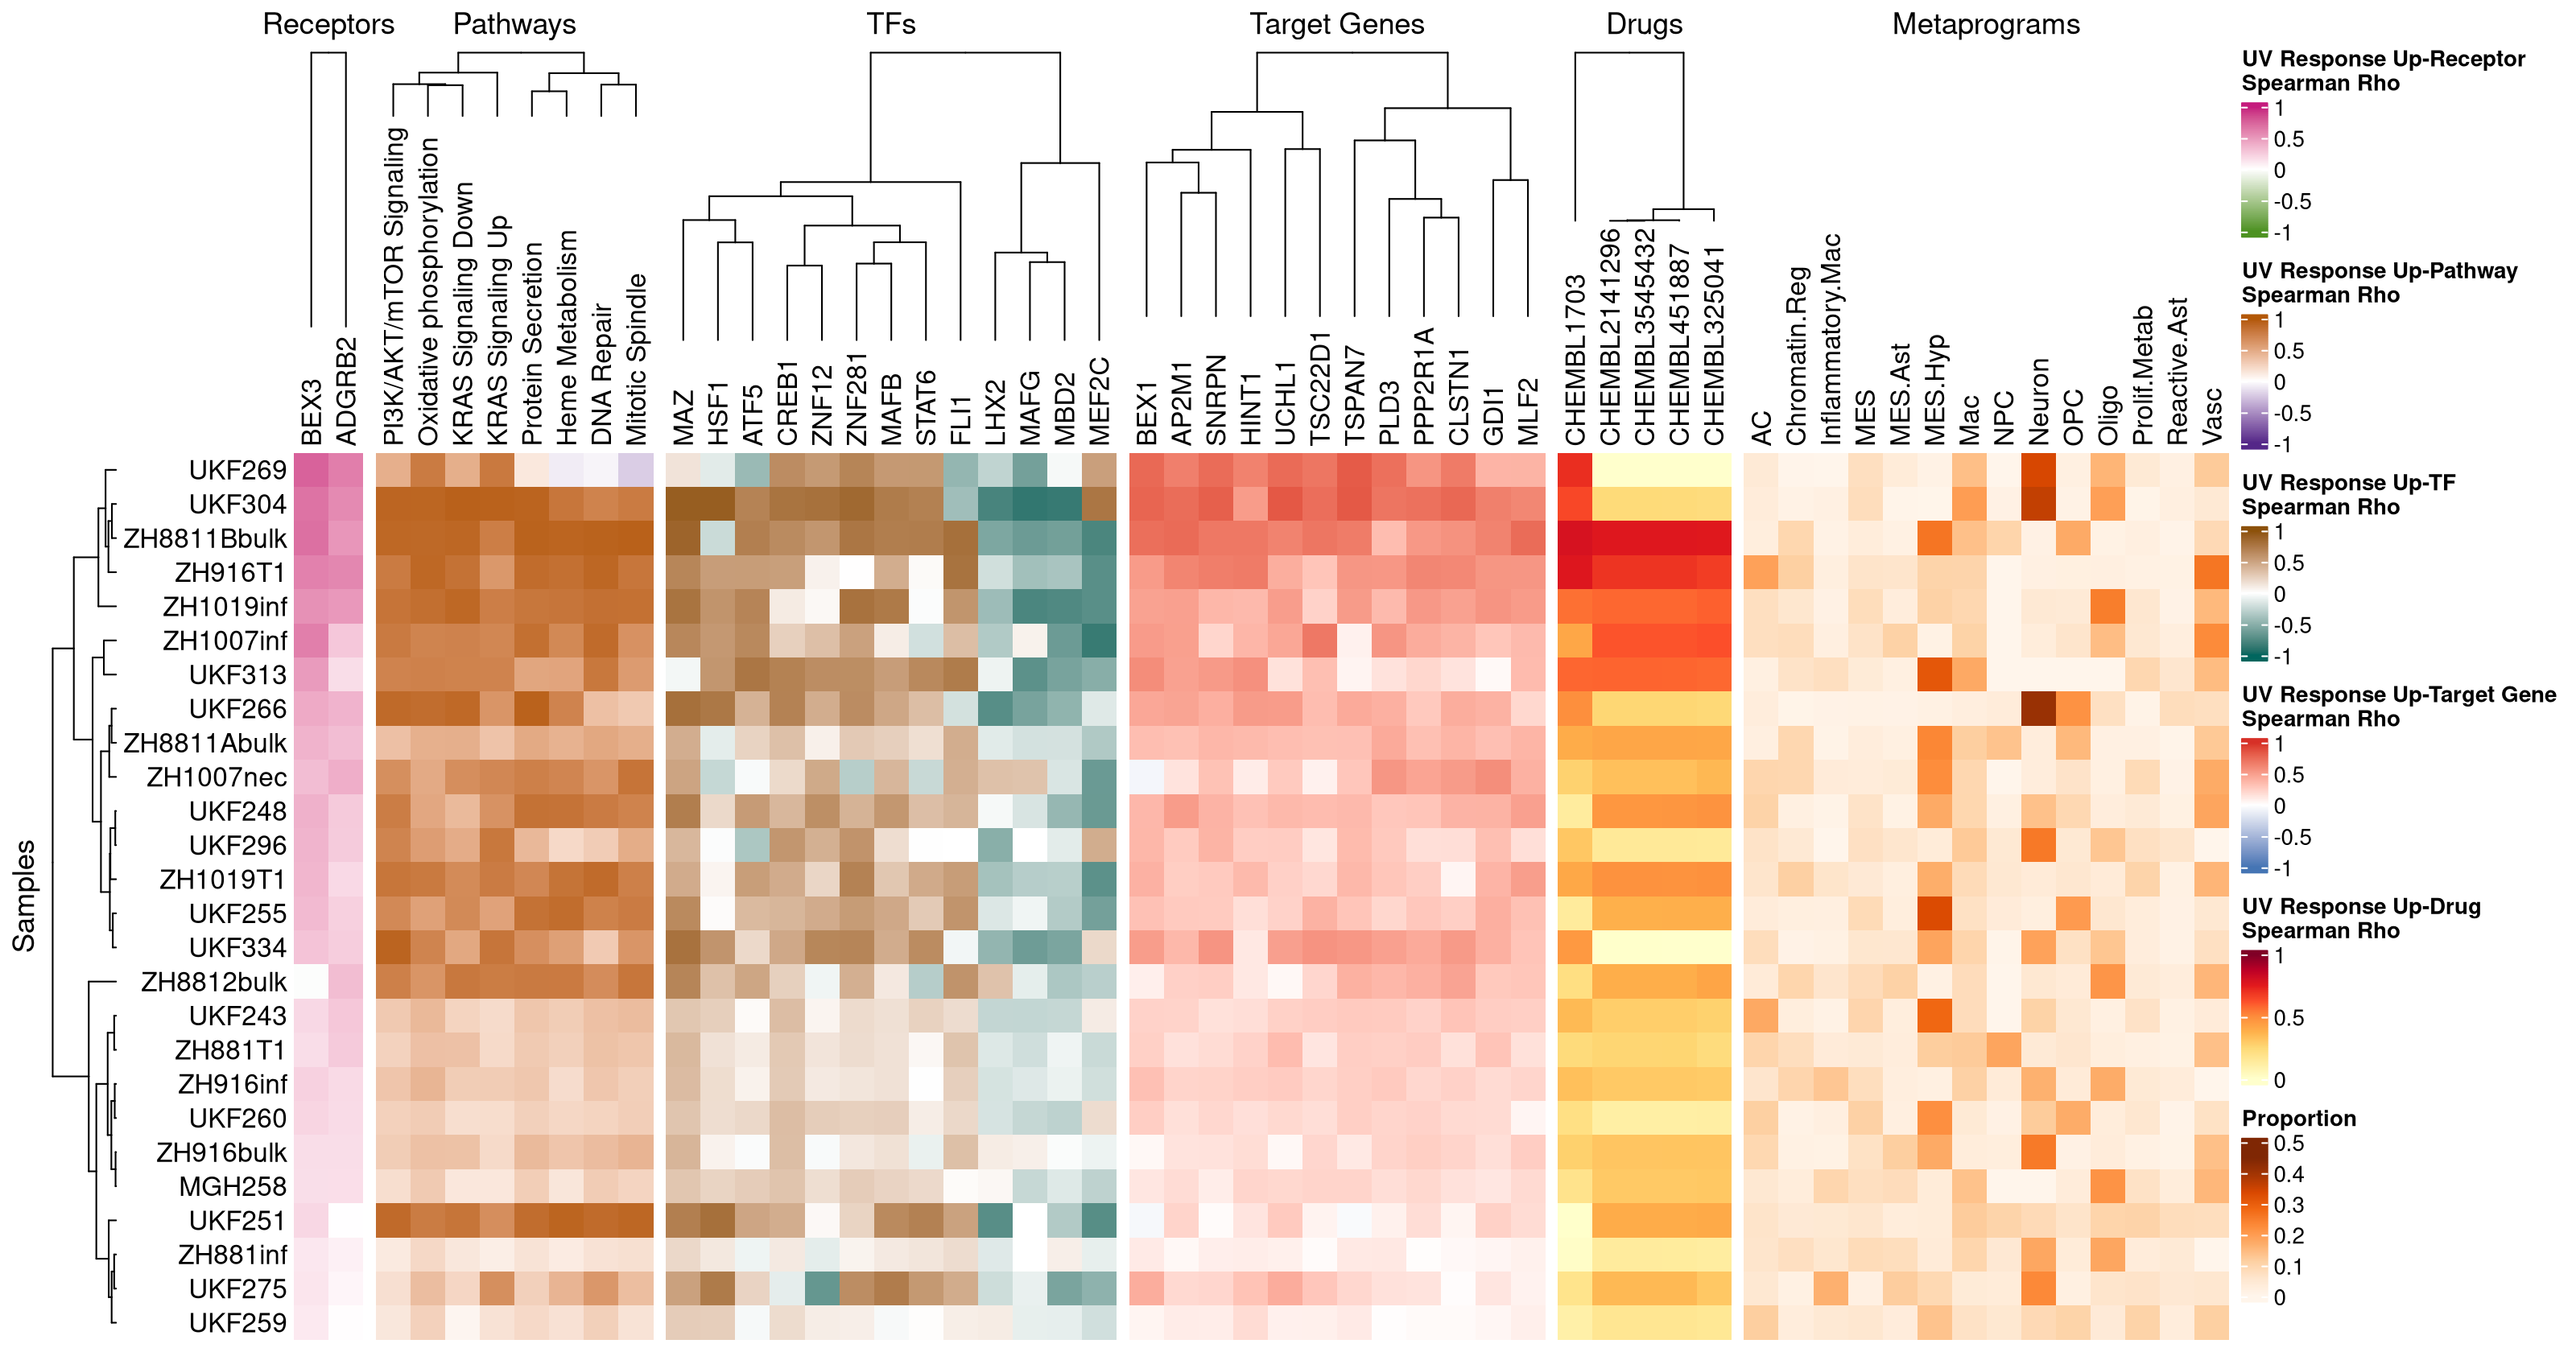 Receptors
Pathways
TFs
Target Genes
Drugs
Metaprograms
BEX3
ADGRB2
PI3K/AKT/mTOR Signaling
Oxidative phosphorylation
KRAS Signaling Down
KRAS Signaling Up
Protein Secretion
Heme Metabolism
DNA Repair
Mitotic Spindle
MAZ
HSF1
ATF5
CREB1
ZNF12
ZNF281
MAFB
STAT6
FLI1
LHX2
MAFG
MBD2
MEF2C
BEX1
AP2M1
SNRPN
HINT1
UCHL1
TSC22D1
TSPAN7
PLD3
PPP2R1A
CLSTN1
GDI1
MLF2
CHEMBL1703
CHEMBL2141296
CHEMBL3545432
CHEMBL451887
CHEMBL325041
AC
Chromatin.Reg
Inflammatory.Mac
MES
MES.Ast
MES.Hyp
Mac
NPC
Neuron
OPC
Oligo
Prolif.Metab
Reactive.Ast
Vasc
Samples
UKF269
UKF304
ZH8811Bbulk
ZH916T1
ZH1019inf
ZH1007inf
UKF313
UKF266
ZH8811Abulk
ZH1007nec
UKF248
UKF296
ZH1019T1
UKF255
UKF334
ZH8812bulk
UKF243
ZH881T1
ZH916inf
UKF260
ZH916bulk
MGH258
UKF251
ZH881inf
UKF275
UKF259
UV Response Up-Receptor
Spearman Rho
1
0.5
0
-0.5
-1
UV Response Up-Pathway
Spearman Rho
1
0.5
0
-0.5
-1
UV Response Up-TF
Spearman Rho
1
0.5
0
-0.5
-1
UV Response Up-Target Gene
Spearman Rho
1
0.5
0
-0.5
-1
UV Response Up-Drug
Spearman Rho
1
0.5
0
Proportion
0.5
0.4
0.3
0.2
0.1
0